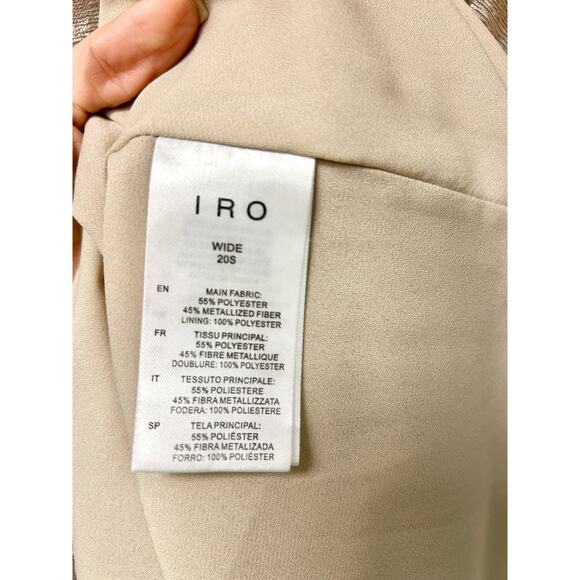 IRO
WIDE
20S
EN MAIN FABRIC:
55% POLYESTER
45% METALLIZED FIBER
LINING: 100% POLYESTER
FR TISSU PRINCIPAL:
55% POLYESTER
45% FIBRE METALLIQUE
DOUBLURE: 100% POLYESTER
IT TESSUTO PRINCIPALE:
55% POLIESTERE
45% FIBRA METALLIZZATA
FODERA: 100% POLIESTERE
SP TELA PRINCIPAL:
55% POLIÉSTER
45% FIBRA METALIZADA
FORRO: 100% POLIÉSTER